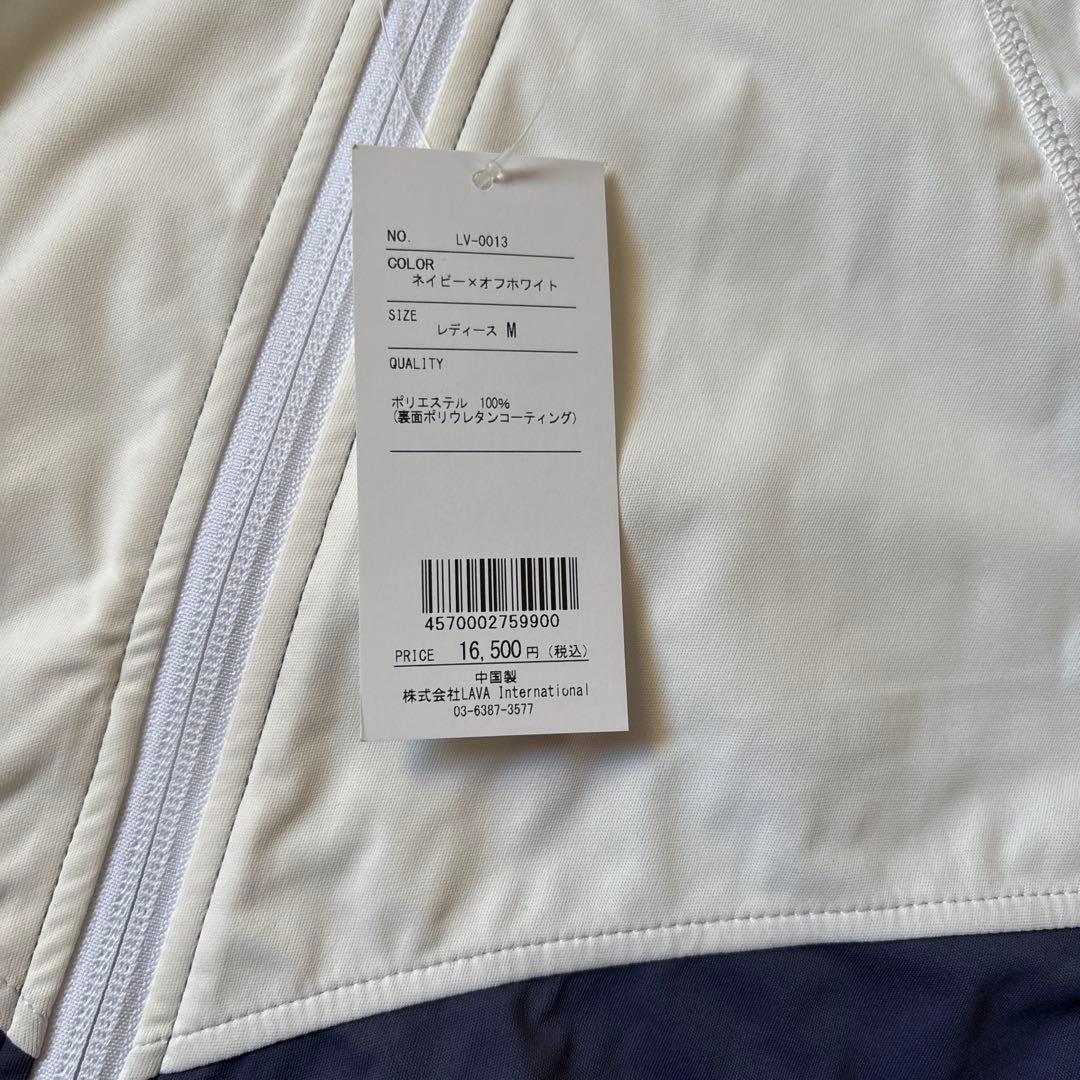 NO. LV-0013
COLOR
ネイビー×オフホワイト
SIZE
レディース M
QUALITY
ポリエステル 100%
(裏面ポリウレタンコーティング)
4570002759900
PRICE 16,500円(税込)
中国製
株式会社LAVA International
03-6387-3577